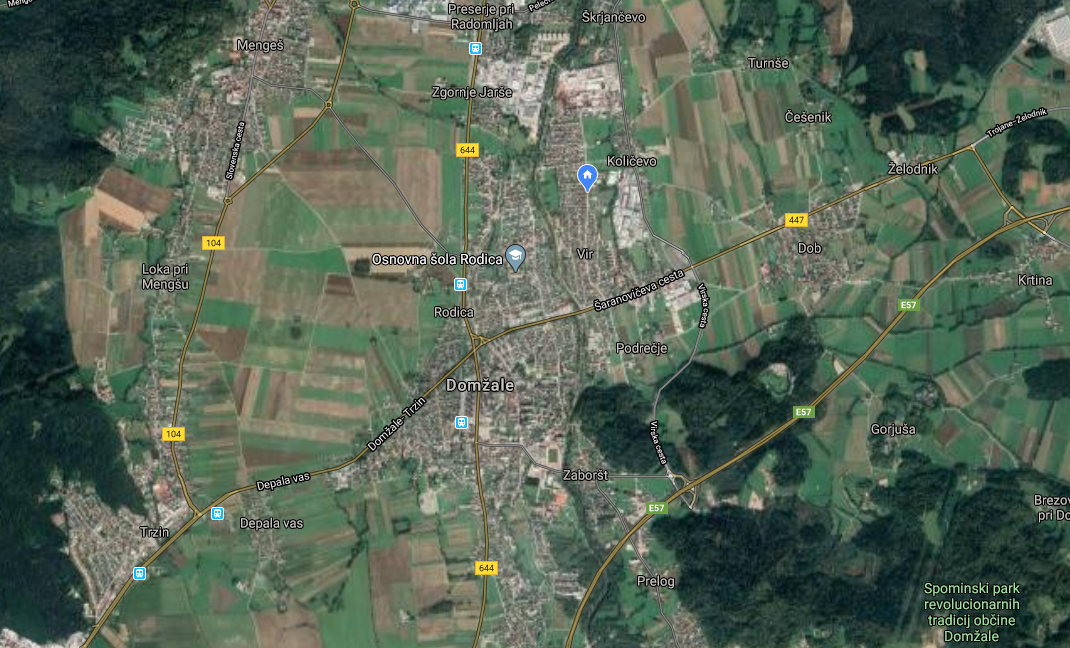 Preserje pri
Radomljah
Škrjančevo
Mengeš
Turnše
Zgornje Jarše
Češenik
Trojane-Želodnik
Slovenska cesta
644
Količevo
Želodnik
447
104
Vir
Dob
Osnovna šola Rodica
Loka pri
Mengšu
Krtina
Šaranovičeva cesta
Virska cesta
E57
Rodica
Podrečje
Domžale
E57
Domžale-Trzin
104
Gorjuša
Virska cesta
Zaboršt
Depala vas
E57
Trzin
Depala vas
644
Prelog
Spominski park
revolucionarnih
tradicij občine
Domžale